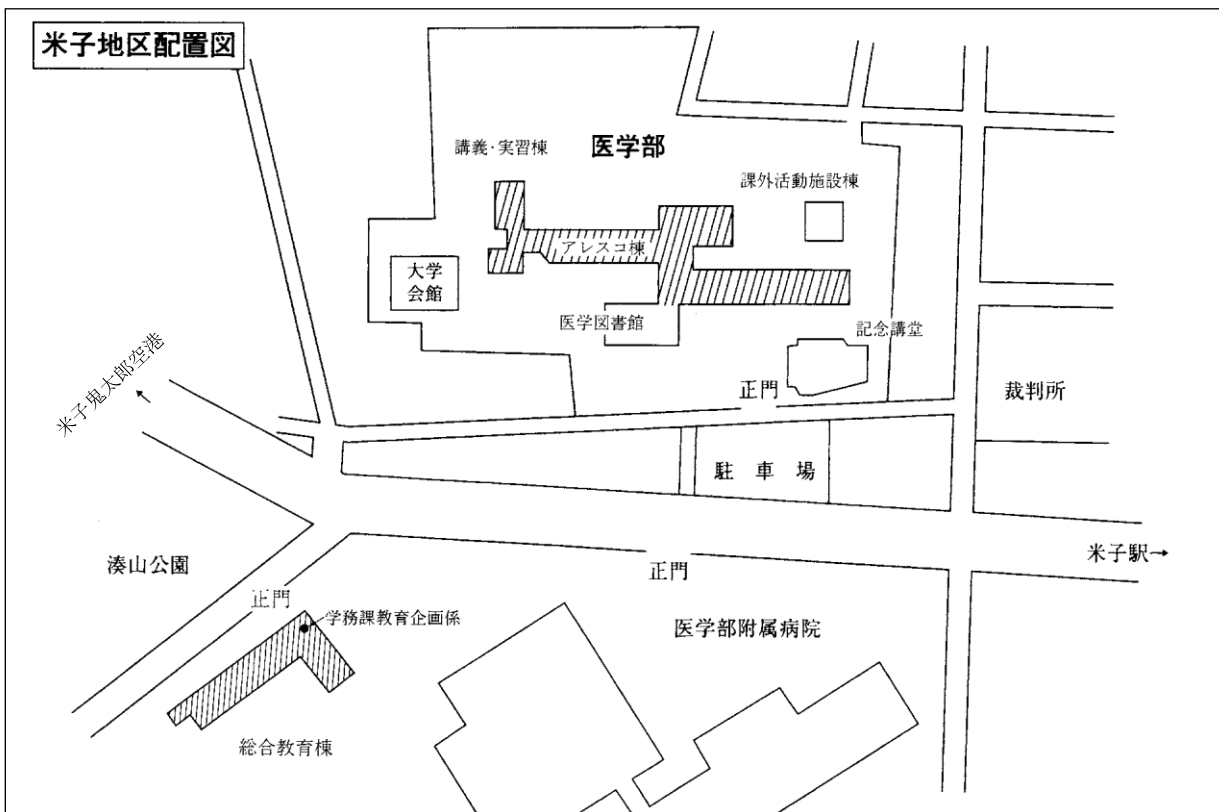 米子地区配置図
講義・実習棟
医学部
課外活動施設棟
アレスコ棟
大学
会館
医学図書館
記念講堂
米子鬼太郎空港
←
正門
裁判所
駐車場
米子駅→
湊山公園
正門
正門
学務課教育企画係
医学部附属病院
総合教育棟